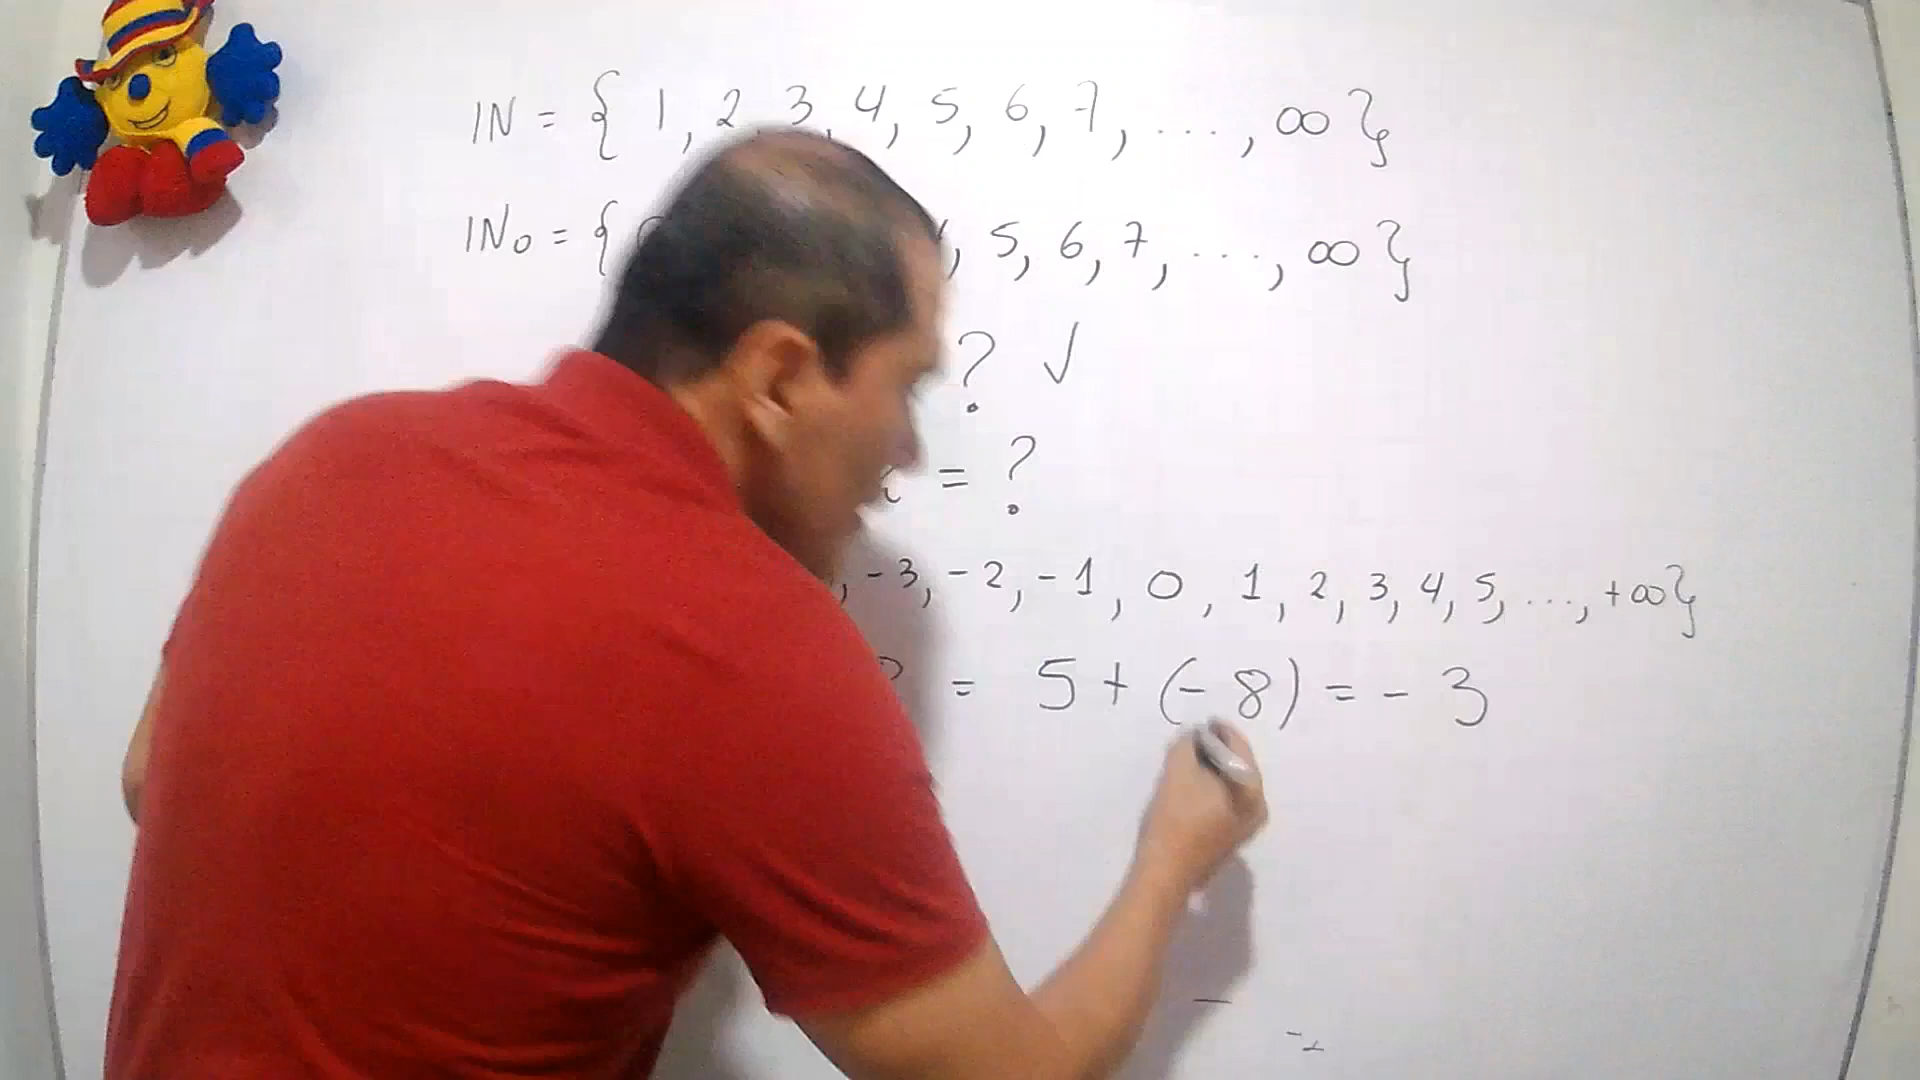 IN = { 1, 2, 3, 4, 5, 6, 7, ..., ∞ }
IN₀ = { 5, 6, 7, ..., ∞ }
? ✓
= ?
, -3, -2, -1, 0, 1, 2, 3, 4, 5, ..., +∞}
= 5 + (-8) = - 3